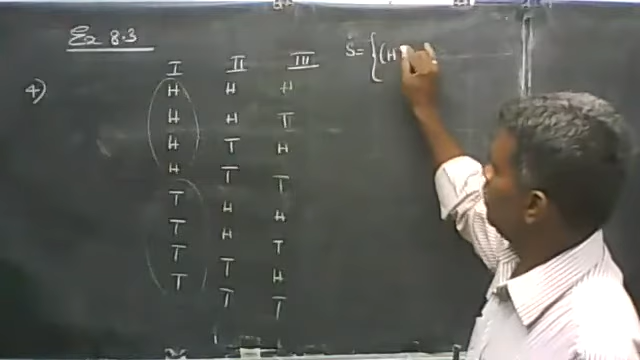 Ex 8.3
4)
I II III
H H H
H H T
H T H
H T T
T H H
T H T
T T H
T T T
S = { (H